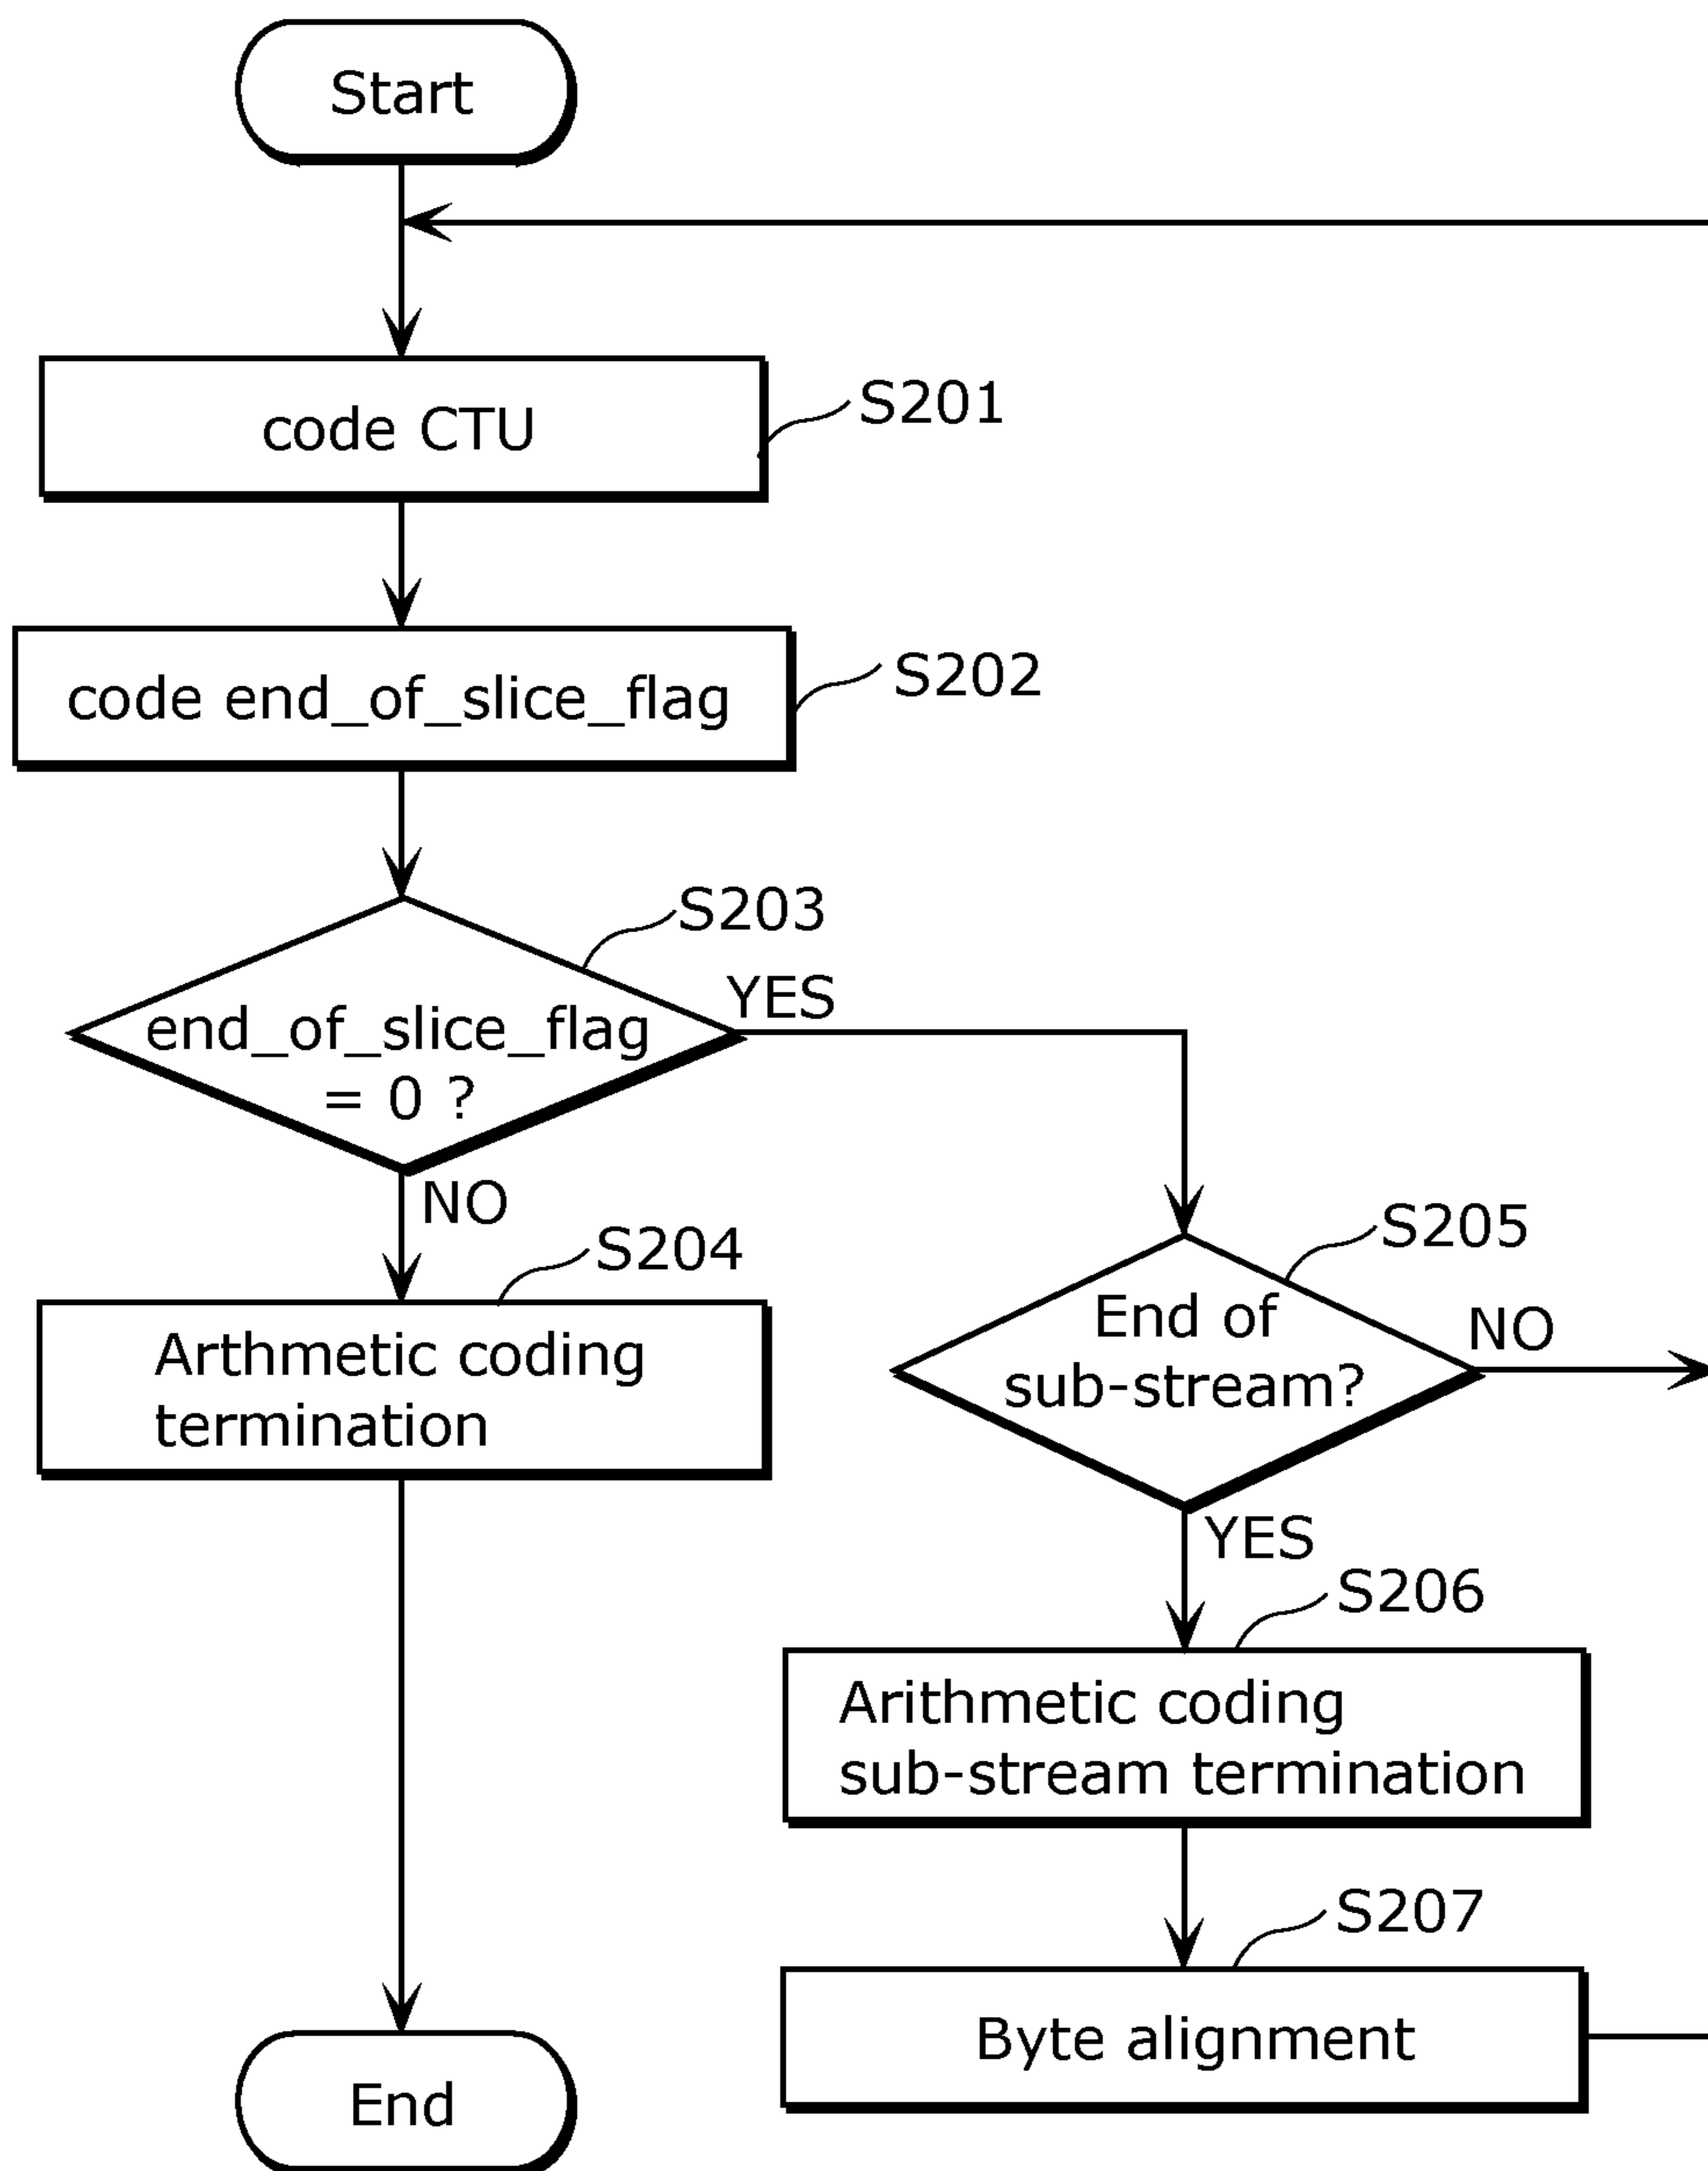 Start
code CTU
S201
code end_of_slice_flag
S202
S203
end_of_slice_flag
= 0 ?
YES
NO
S204
Arthmetic coding
termination
S205
End of
sub-stream?
NO
YES
S206
Arithmetic coding
sub-stream termination
S207
Byte alignment
End